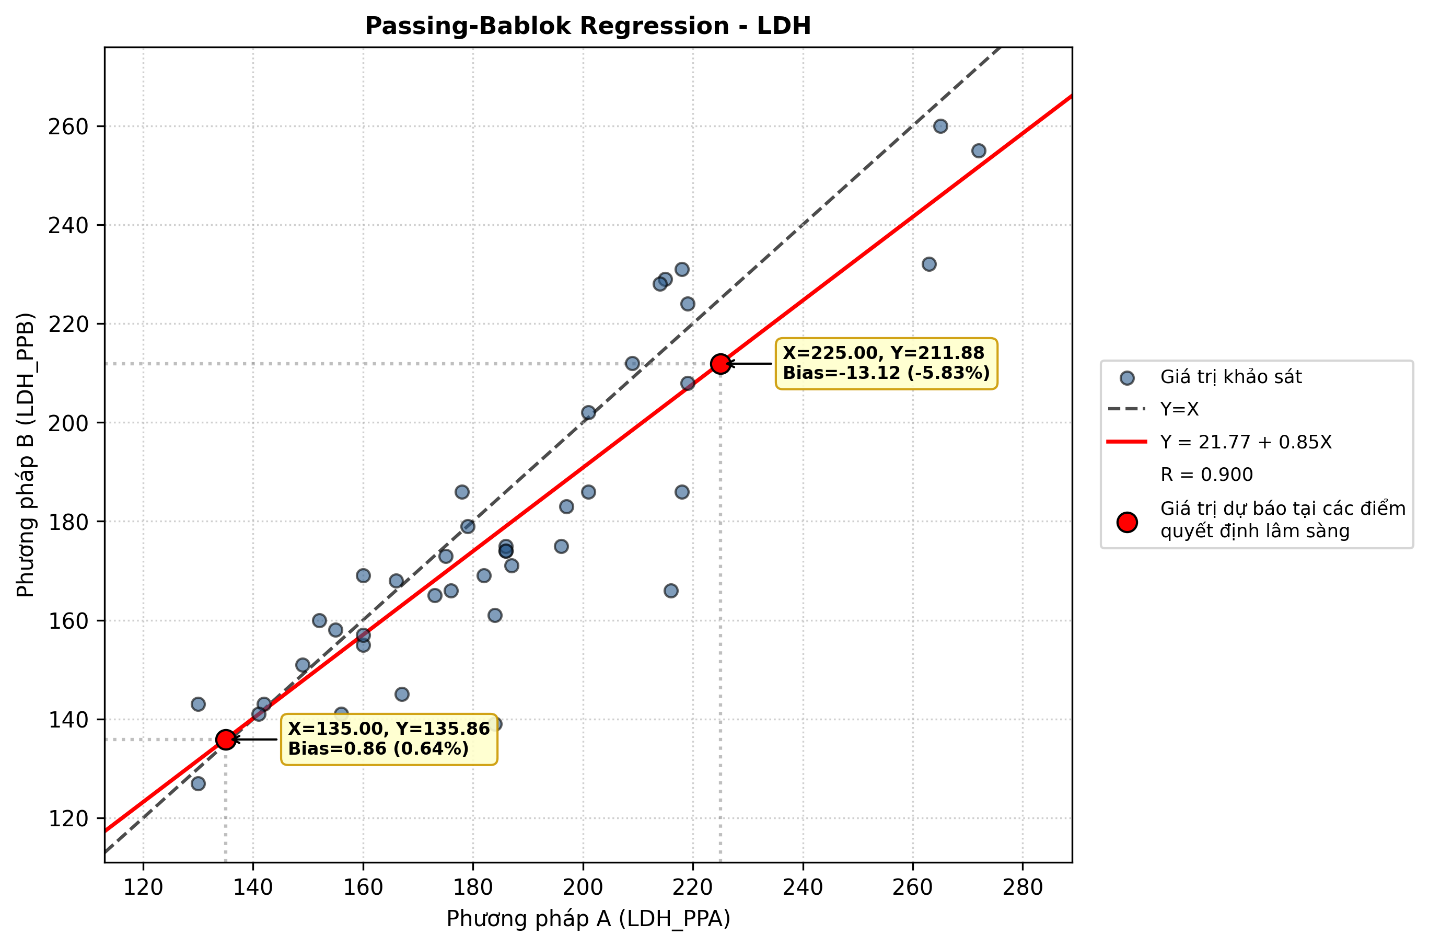 Passing-Bablok Regression - LDH
Phương pháp B (LDH_PPB)
260
240
220
200
180
160
140
120
X=225.00, Y=211.88
Bias=-13.12 (-5.83%)
X=135.00, Y=135.86
Bias=0.86 (0.64%)
120 140 160 180 200 220 240 260 280
Phương pháp A (LDH_PPA)
Giá trị khảo sát
Y=X
Y = 21.77 + 0.85X
R = 0.900
Giá trị dự báo tại các điểm
quyết định lâm sàng